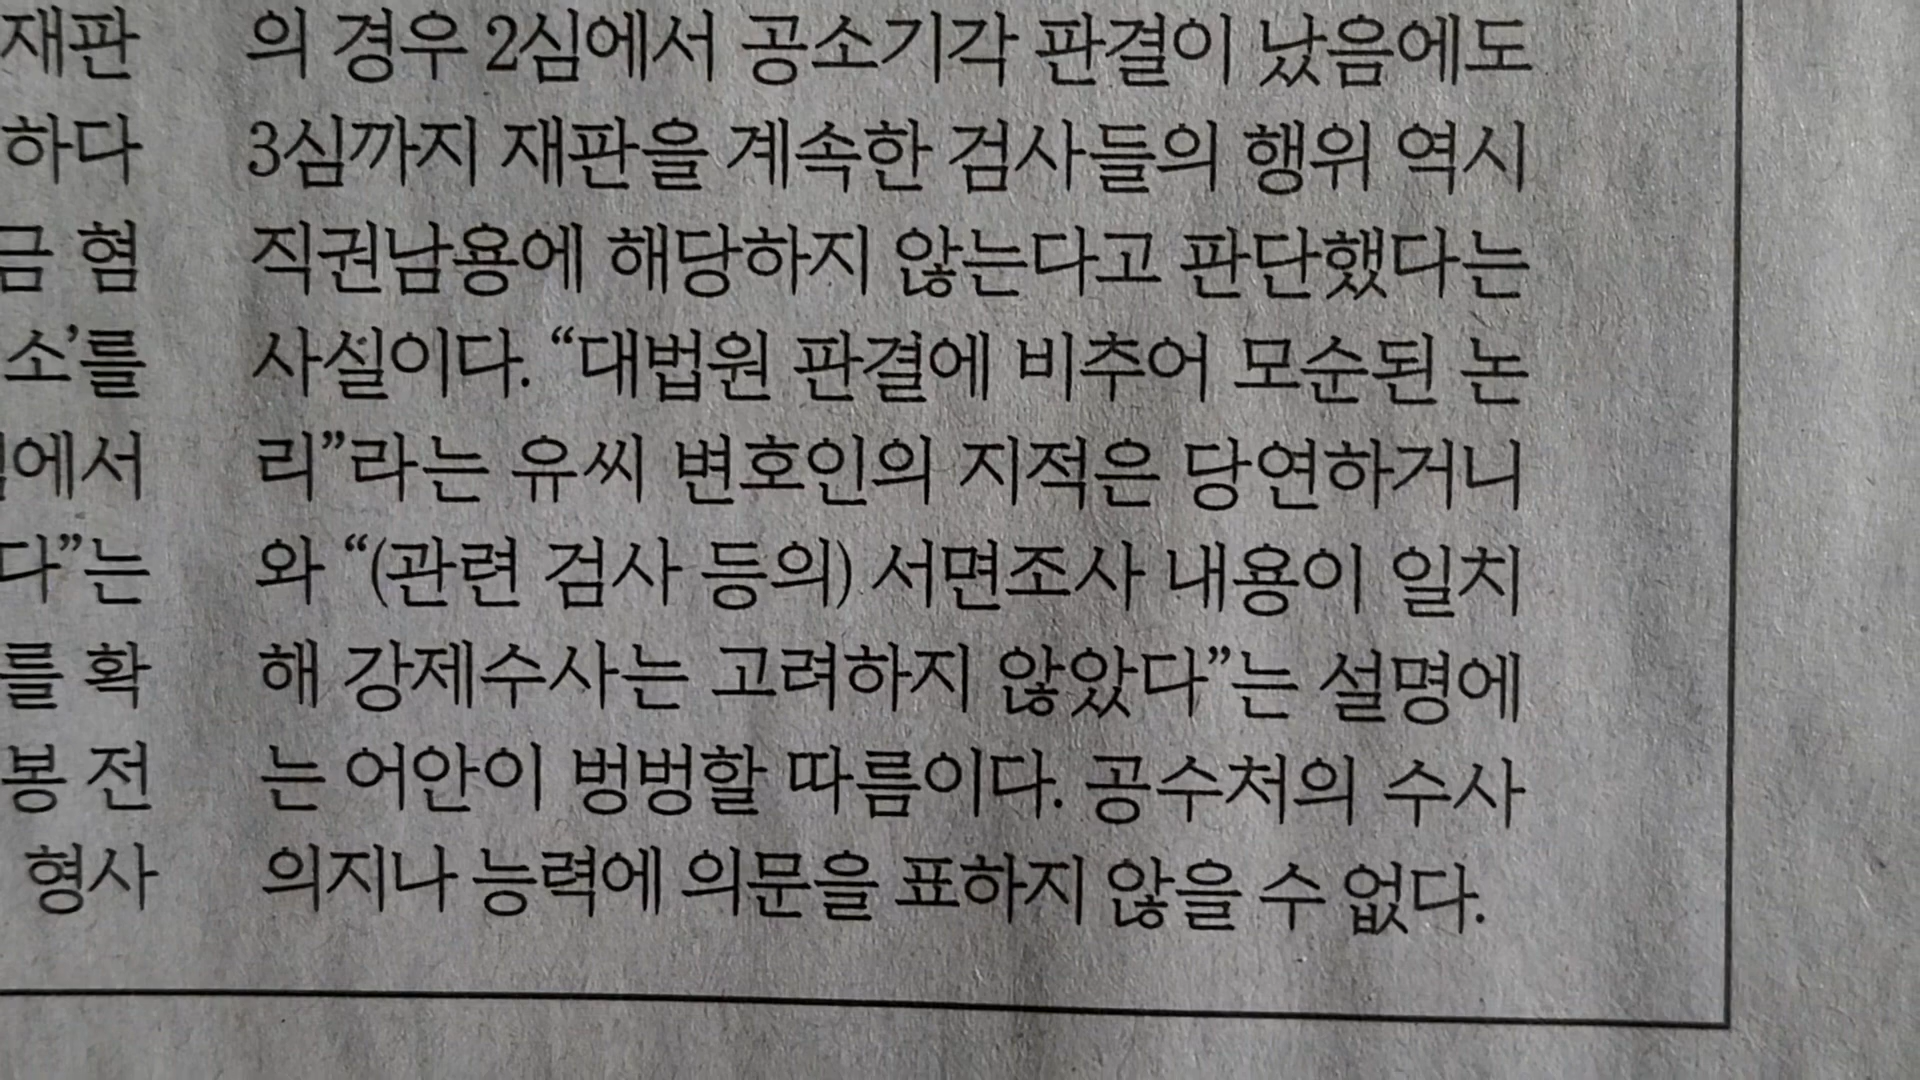 재판
하다
금 혐
소’를
에서
다”는
를 확
봉 전
형사
의 경우 2심에서 공소기각 판결이 났음에도
3심까지 재판을 계속한 검사들의 행위 역시
직권남용에 해당하지 않는다고 판단했다는
사실이다. “대법원 판결에 비추어 모순된 논
리”라는 유씨 변호인의 지적은 당연하거니
와 “(관련 검사 등의) 서면조사 내용이 일치
해 강제수사는 고려하지 않았다”는 설명에
는 어안이 벙벙할 따름이다. 공수처의 수사
의지나 능력에 의문을 표하지 않을 수 없다.